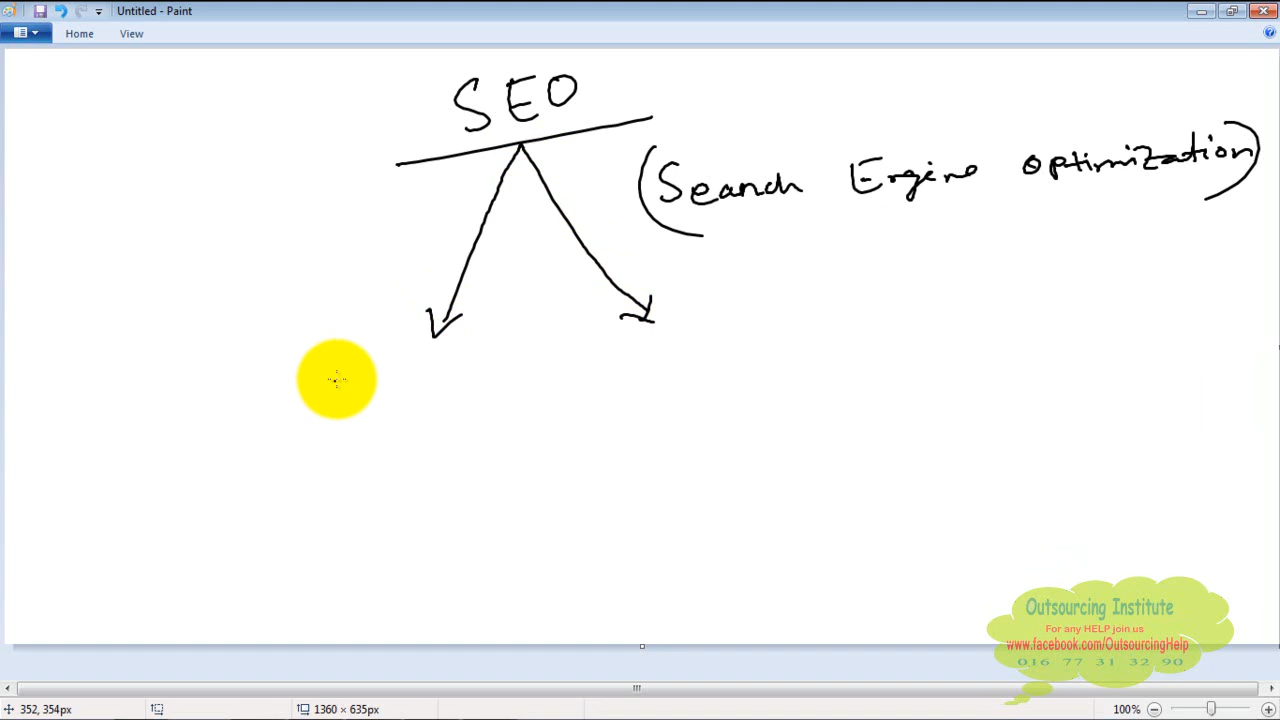 Untitled - Paint
Home View
SEO
(Search Engine optimization)
Outsourcing Institute
For any HELP join us
www.facebook.com/OutsourcingHelp
016 77 31 32 90
352, 354px
1360 × 635px
100%